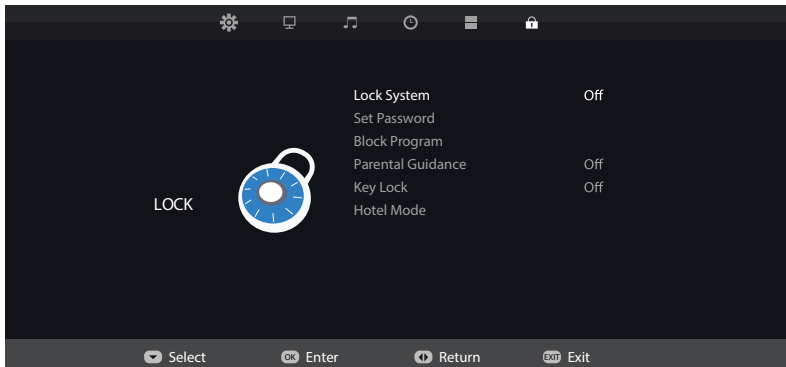 Lock System Off
Set Password
Block Program
Parental Guidance Off
Key Lock Off
Hotel Mode
LOCK
Select OK Enter Return EXIT Exit